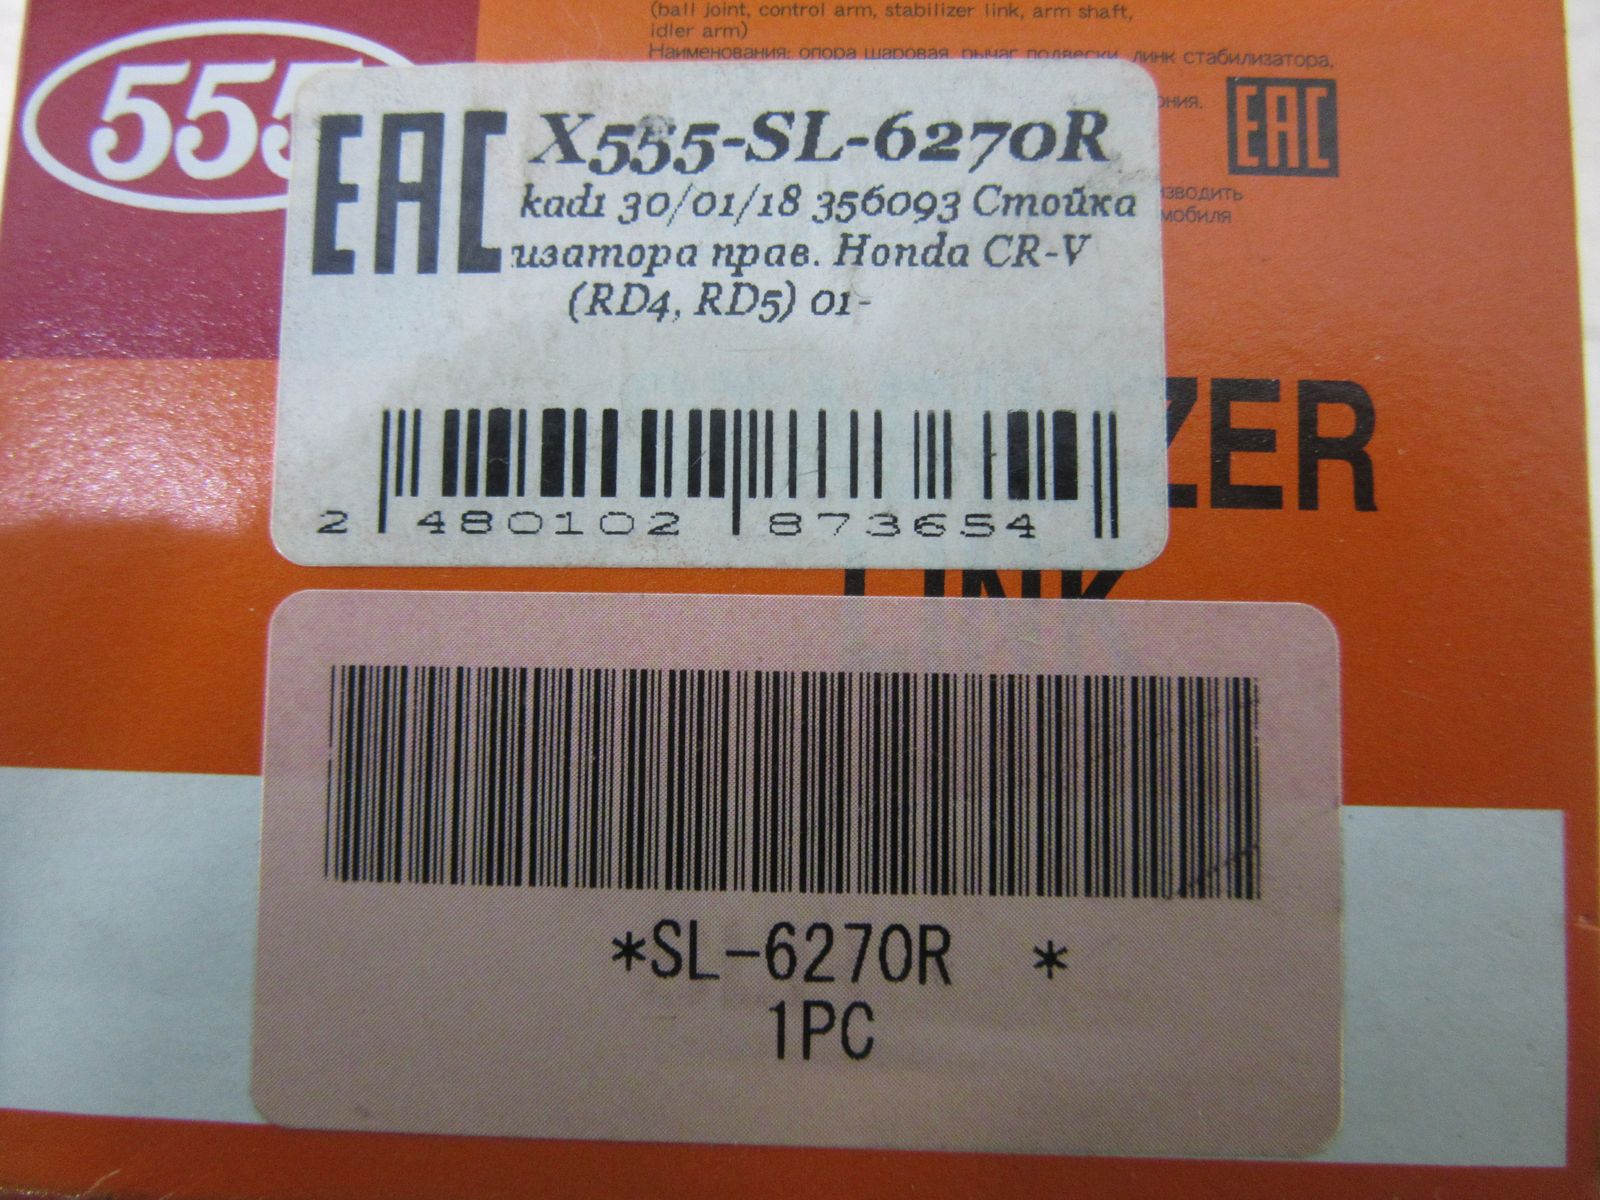 (ball joint, control arm, stabilizer link, arm shaft,
idler arm)
Наименования: опора шаровая, рычаг подвески, линк стабилизатора,
555
EAC
X555-SL-6270R
kad1 30/01/18 356093 Стойка
изатора прав. Honda CR-V
(RD4, RD5) 01-
EAC
2 480102 873654
ZER
LINK
*SL-6270R *
1PC